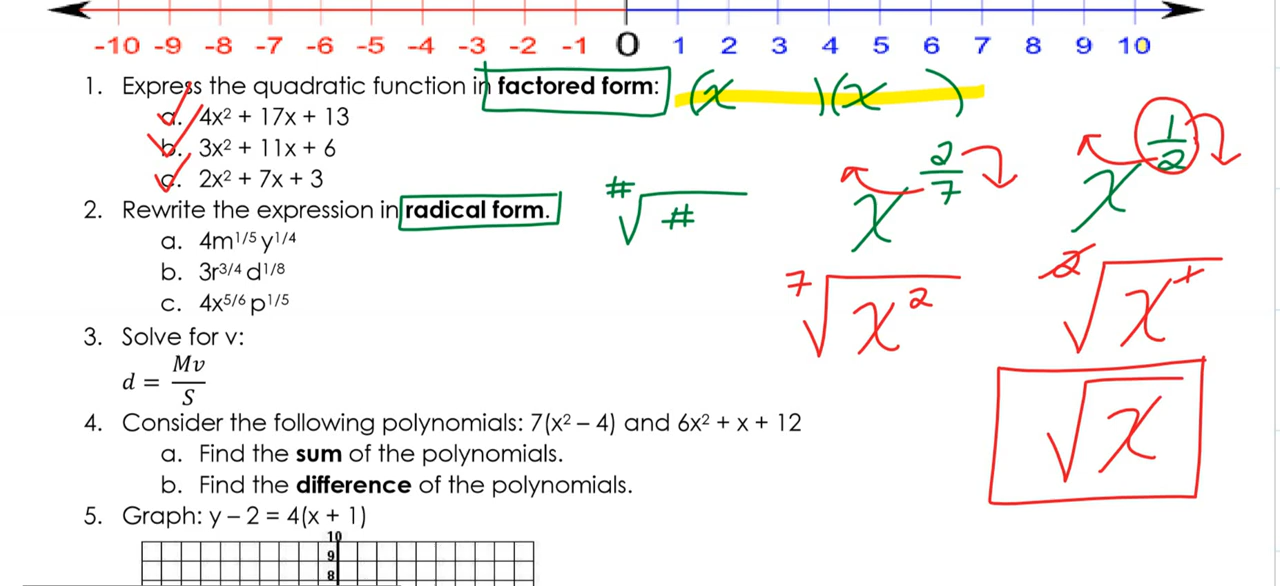 -10 -9 -8 -7 -6 -5 -4 -3 -2 -1 0 1 2 3 4 5 6 7 8 9 10
1. Express the quadratic function in factored form: (x )(x )
a. 4x² + 17x + 13
b. 3x² + 11x + 6
c. 2x² + 7x + 3
2. Rewrite the expression in radical form.
a. 4m^1/5 y^1/4
b. 3r^3/4 d^1/8
c. 4x^5/6 p^1/5
#√#
x^2/7
7√x²
x^1/2
2√x
√x
3. Solve for v:
d = Mv/S
4. Consider the following polynomials: 7(x² – 4) and 6x² + x + 12
a. Find the sum of the polynomials.
b. Find the difference of the polynomials.
5. Graph: y – 2 = 4(x + 1)
10
9
8